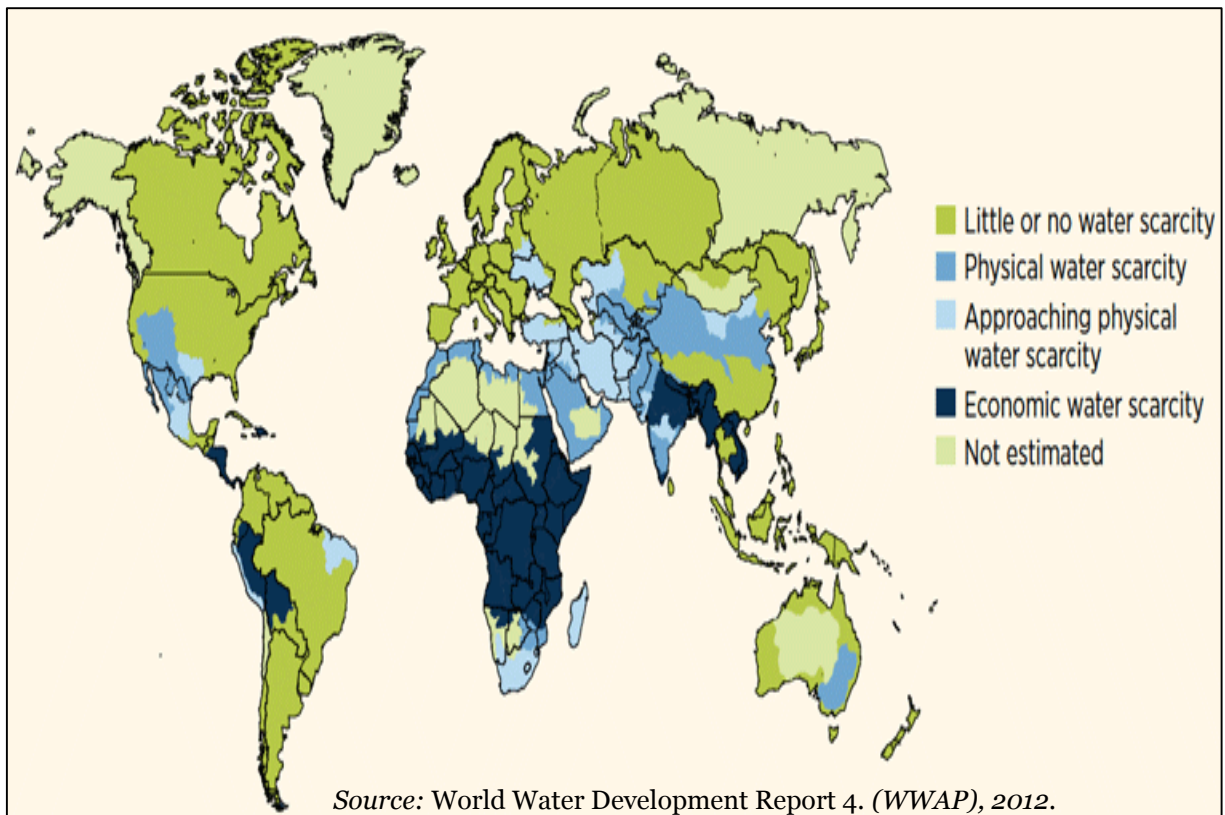 Little or no water scarcity
Physical water scarcity
Approaching physical
water scarcity
Economic water scarcity
Not estimated
Source: World Water Development Report 4. (WWAP), 2012.